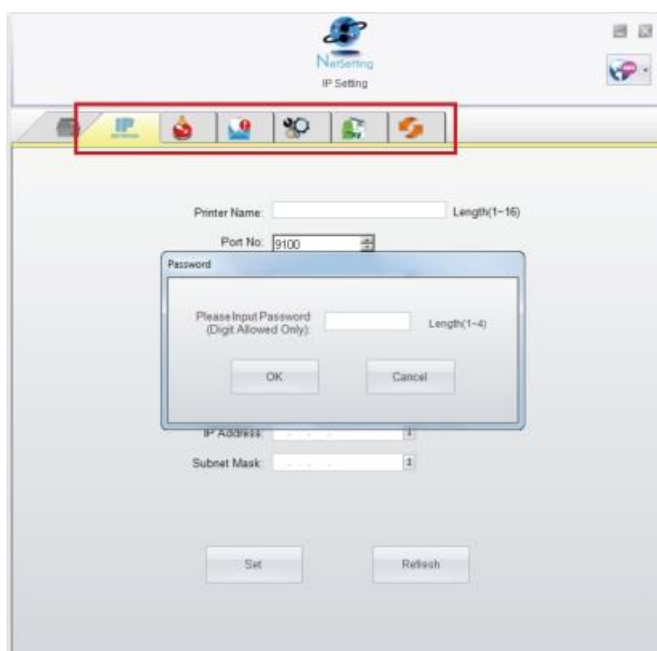 NetSetting
IP Setting
IP
Printer Name: Length(1~16)
Port No: 9100
Password
Please Input Password
(Digit Allowed Only): Length(1~4)
OK Cancel
IP Address:
Subnet Mask:
Set Refresh